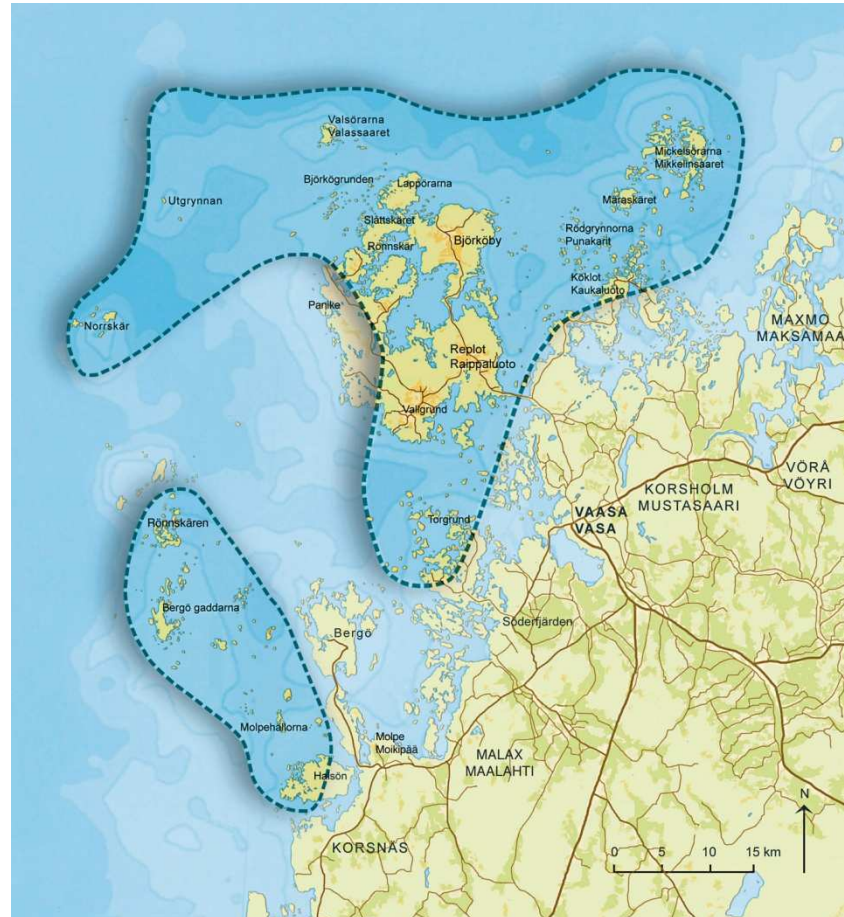 Valsörarna
Valassaaret
Mickelsörarna
Mikkelinsaaret
Björkögrunden
Lappörarna
Utgrynnan
Måraskäret
Slåttskäret
Rödgrynnorna
Punakarit
Rönnskär
Björköby
Köklot
Kaukaluoto
Panike
Norrskär
MAXMO
MAKSAMAA
Replot
Raippaluoto
Vallgrund
VÖRÅ
VÖYRI
KORSHOLM
MUSTASAARI
Rönnskären
Torgrund
VAASA
VASA
Bergö gaddarna
Bergö
Söderfjärden
Molpehällorna
Molpe
Moikipää
MALAX
MAALAHTI
Halsön
KORSNÄS
N
0 5 10 15 km